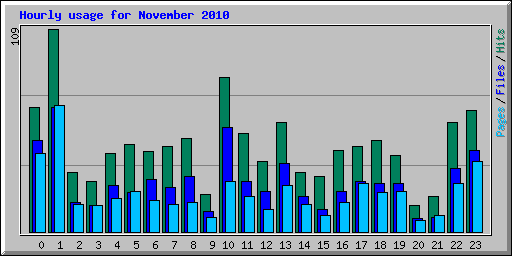 Hourly usage for November 2010
109
Pages/Files/Hits
0 1 2 3 4 5 6 7 8 9 10 11 12 13 14 15 16 17 18 19 20 21 22 23